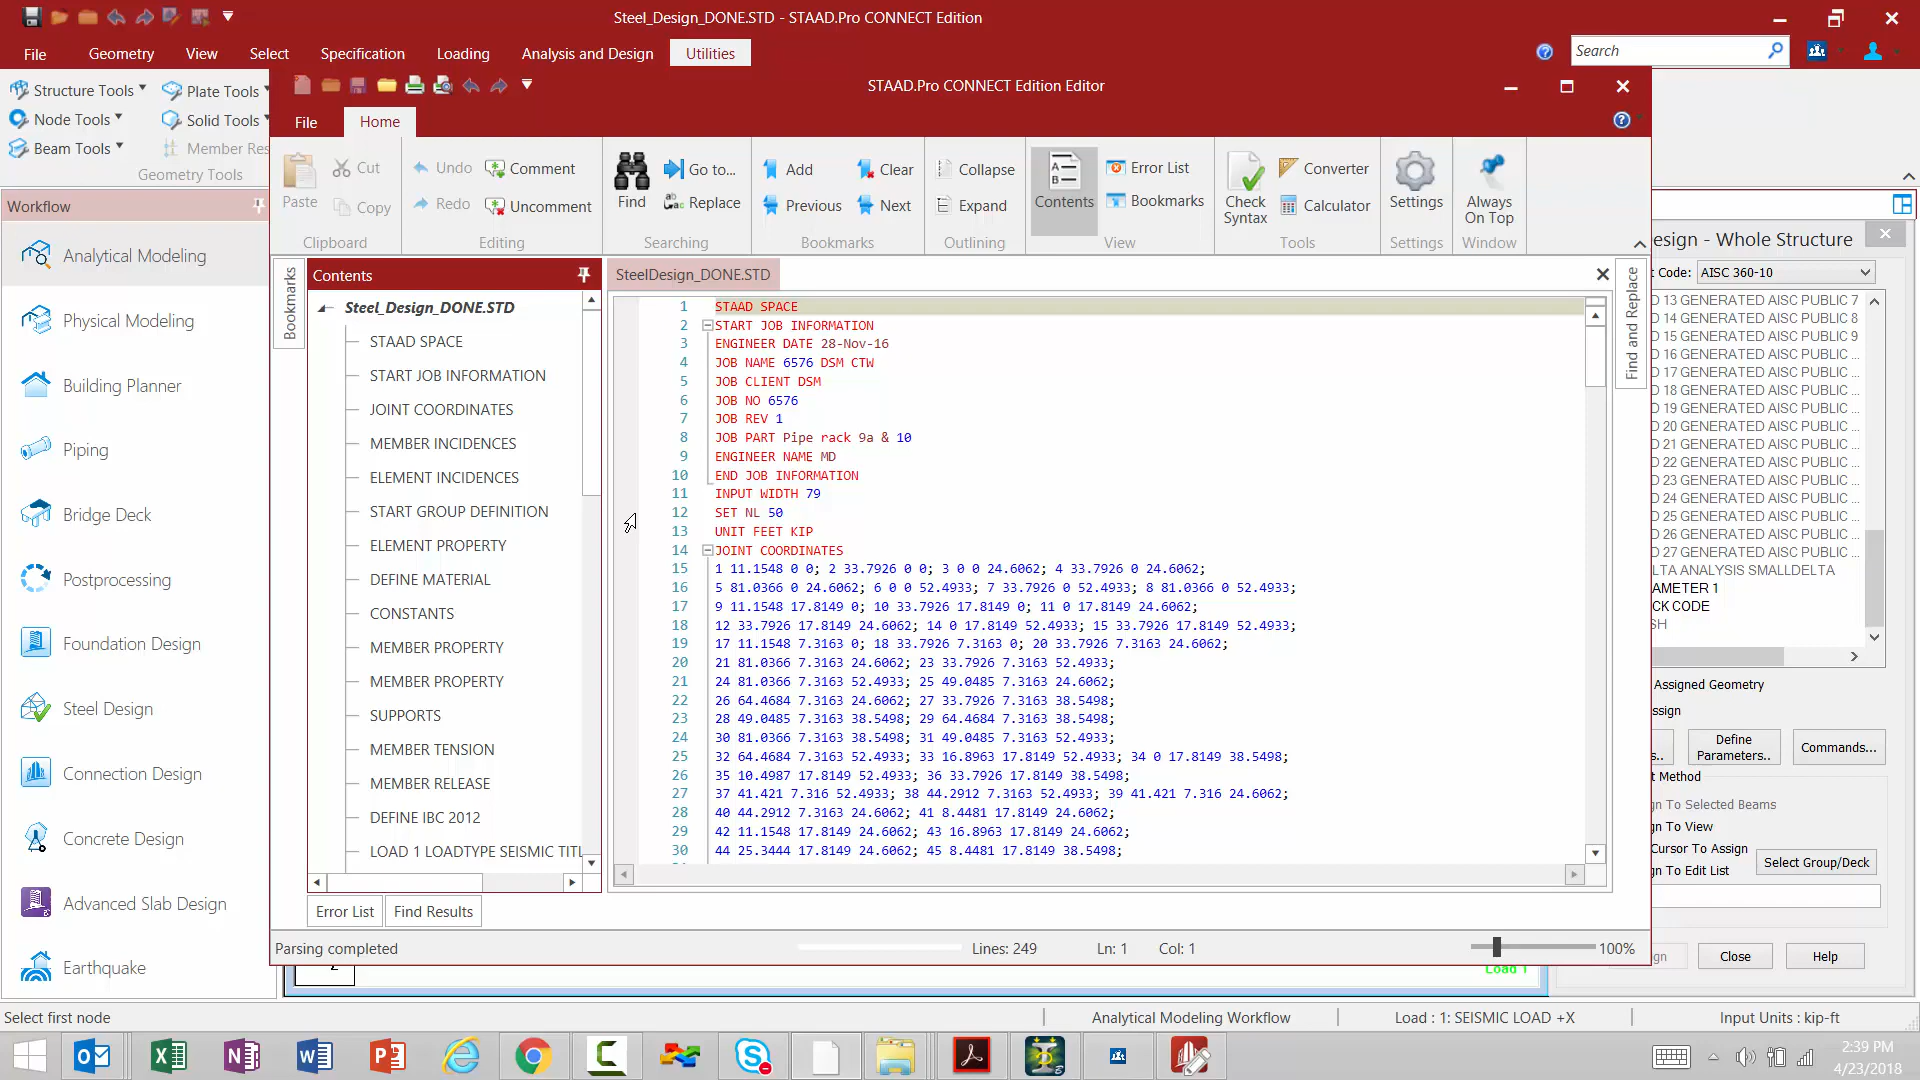 Steel_Design_DONE.STD - STAAD.Pro CONNECT Edition
File Geometry View Select Specification Loading Analysis and Design Utilities
Search
Structure Tools
Plate Tools
Node Tools
Solid Tools
Beam Tools
Member Res
Geometry Tools
STAAD.Pro CONNECT Edition Editor
File Home
Paste
Cut
Copy
Clipboard
Undo
Redo
Comment
Uncomment
Editing
Find
Go to...
Replace
Searching
Add
Previous
Clear
Next
Bookmarks
Collapse
Expand
Outlining
Contents
Error List
Bookmarks
View
Check Syntax
Converter
Calculator
Tools
Settings
Settings
Always On Top
Window
Workflow
Analytical Modeling
Physical Modeling
Building Planner
Piping
Bridge Deck
Postprocessing
Foundation Design
Steel Design
Connection Design
Concrete Design
Advanced Slab Design
Earthquake
Bookmarks
Contents
Steel_Design_DONE.STD
STAAD SPACE
START JOB INFORMATION
JOINT COORDINATES
MEMBER INCIDENCES
ELEMENT INCIDENCES
START GROUP DEFINITION
ELEMENT PROPERTY
DEFINE MATERIAL
CONSTANTS
MEMBER PROPERTY
MEMBER PROPERTY
SUPPORTS
MEMBER TENSION
MEMBER RELEASE
DEFINE IBC 2012
LOAD 1 LOADTYPE SEISMIC TITL
SteelDesign_DONE.STD
1 STAAD SPACE
2 START JOB INFORMATION
3 ENGINEER DATE 28-Nov-16
4 JOB NAME 6576 DSM CTW
5 JOB CLIENT DSM
6 JOB NO 6576
7 JOB REV 1
8 JOB PART Pipe rack 9a & 10
9 ENGINEER NAME MD
10 END JOB INFORMATION
11 INPUT WIDTH 79
12 SET NL 50
13 UNIT FEET KIP
14 JOINT COORDINATES
15 1 11.1548 0 0; 2 33.7926 0 0; 3 0 0 24.6062; 4 33.7926 0 24.6062;
16 5 81.0366 0 24.6062; 6 0 0 52.4933; 7 33.7926 0 52.4933; 8 81.0366 0 52.4933;
17 9 11.1548 17.8149 0; 10 33.7926 17.8149 0; 11 0 17.8149 24.6062;
18 12 33.7926 17.8149 24.6062; 14 0 17.8149 52.4933; 15 33.7926 17.8149 52.4933;
19 17 11.1548 7.3163 0; 18 33.7926 7.3163 0; 20 33.7926 7.3163 24.6062;
20 21 81.0366 7.3163 24.6062; 23 33.7926 7.3163 52.4933;
21 24 81.0366 7.3163 52.4933; 25 49.0485 7.3163 24.6062;
22 26 64.4684 7.3163 24.6062; 27 33.7926 7.3163 38.5498;
23 28 49.0485 7.3163 38.5498; 29 64.4684 7.3163 38.5498;
24 30 81.0366 7.3163 38.5498; 31 49.0485 7.3163 52.4933;
25 32 64.4684 7.3163 52.4933; 33 16.8963 17.8149 52.4933; 34 0 17.8149 38.5498;
26 35 10.4987 17.8149 52.4933; 36 33.7926 17.8149 38.5498;
27 37 41.421 7.316 52.4933; 38 44.2912 7.3163 52.4933; 39 41.421 7.316 24.6062;
28 40 44.2912 7.3163 24.6062; 41 8.4481 17.8149 24.6062;
29 42 11.1548 17.8149 24.6062; 43 16.8963 17.8149 24.6062;
30 44 25.3444 17.8149 24.6062; 45 8.4481 17.8149 38.5498;
Find and Replace
Error List Find Results
Parsing completed
Lines: 249
Ln: 1
Col: 1
100%
esign - Whole Structure
t Code: AISC 360-10
D 13 GENERATED AISC PUBLIC 7
D 14 GENERATED AISC PUBLIC 8
D 15 GENERATED AISC PUBLIC 9
D 16 GENERATED AISC PUBLIC ...
D 17 GENERATED AISC PUBLIC ...
D 18 GENERATED AISC PUBLIC ...
D 19 GENERATED AISC PUBLIC ...
D 20 GENERATED AISC PUBLIC ...
D 21 GENERATED AISC PUBLIC ...
D 22 GENERATED AISC PUBLIC ...
D 23 GENERATED AISC PUBLIC ...
D 24 GENERATED AISC PUBLIC ...
D 25 GENERATED AISC PUBLIC ...
D 26 GENERATED AISC PUBLIC ...
D 27 GENERATED AISC PUBLIC ...
LTA ANALYSIS SMALLDELTA
AMETER 1
CK CODE
SH
Assigned Geometry
ssign
s..
Define Parameters..
Commands...
t Method
gn To Selected Beams
gn To View
Cursor To Assign
Select Group/Deck
gn To Edit List
gn
Close
Help
Load 1
Select first node
Analytical Modeling Workflow
Load : 1: SEISMIC LOAD +X
Input Units : kip-ft
2:39 PM
4/23/2018